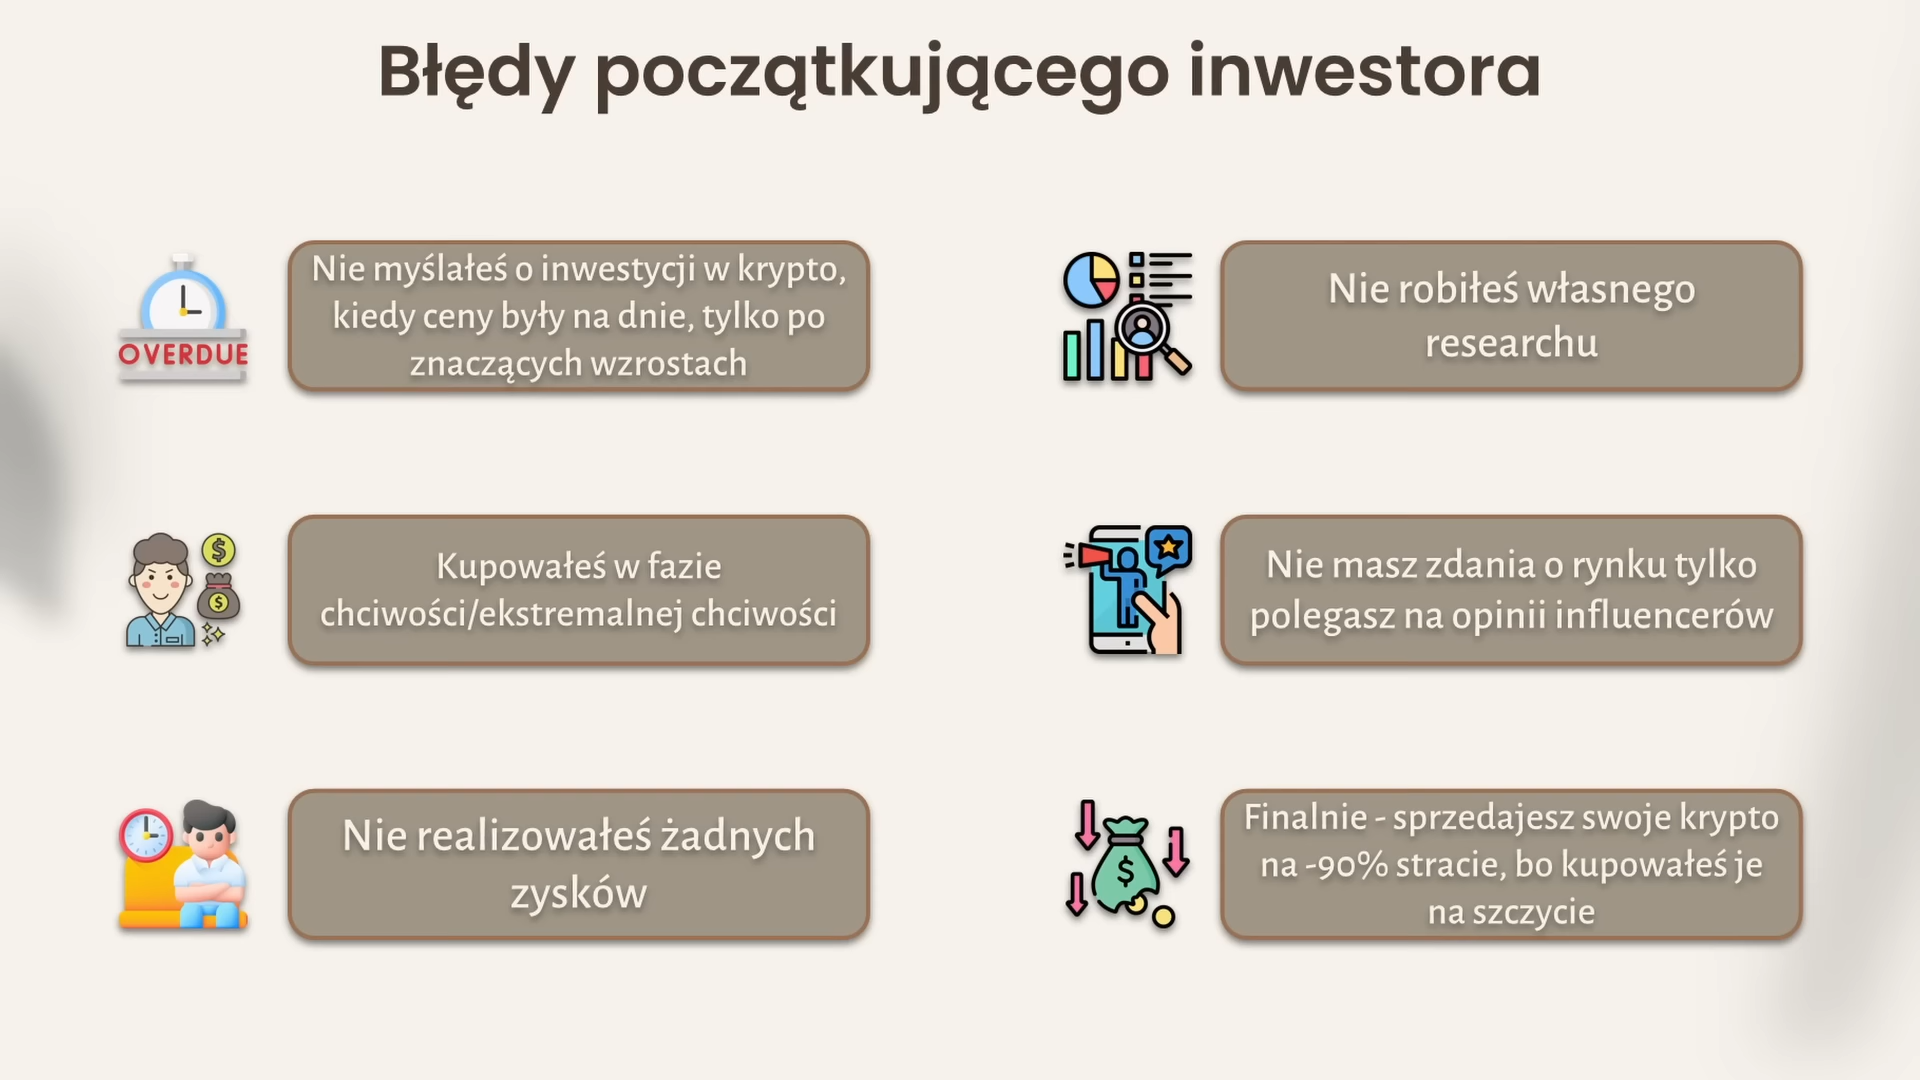 Błędy początkującego inwestora
OVERDUE
Nie myślałeś o inwestycji w krypto,
kiedy ceny były na dnie, tylko po
znaczących wzrostach
Nie robiłeś własnego
researchu
Kupowałeś w fazie
chciwości/ekstremalnej chciwości
Nie masz zdania o rynku tylko
polegasz na opinii influencerów
Nie realizowałeś żadnych
zysków
Finalnie - sprzedajesz swoje krypto
na -90% stracie, bo kupowałeś je
na szczycie